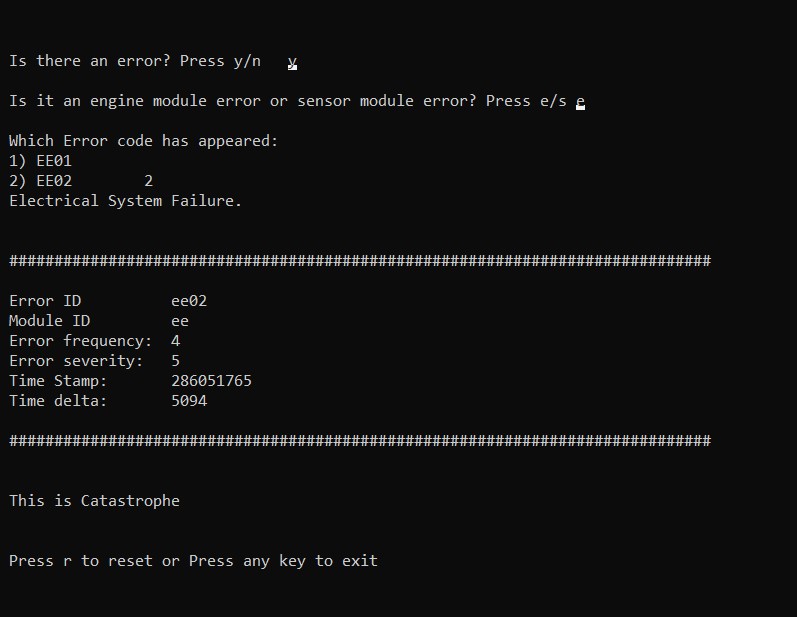 Is there an error? Press y/n   y
Is it an engine module error or sensor module error? Press e/s e
Which Error code has appeared:
1) EE01
2) EE02        2
Electrical System Failure.
##############################################################################
Error ID          ee02
Module ID         ee
Error frequency:  4
Error severity:   5
Time Stamp:       286051765
Time delta:       5094
##############################################################################
This is Catastrophe
Press r to reset or Press any key to exit